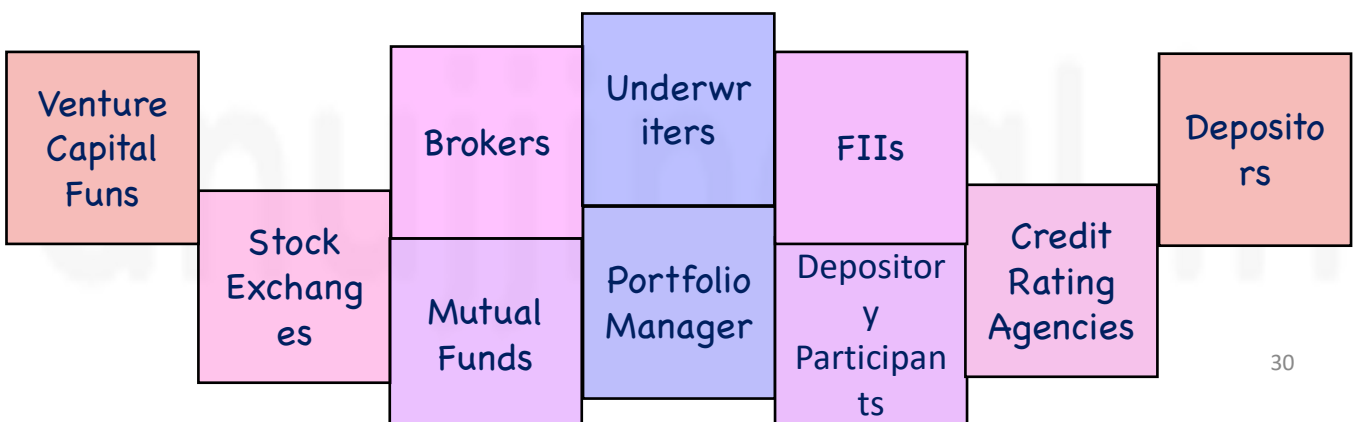 Venture
Capital
Funs
Stock
Exchang
es
Brokers
Mutual
Funds
Underwr
iters
Portfolio
Manager
FIIs
Depositor
y
Participan
ts
Credit
Rating
Agencies
Deposito
rs
30